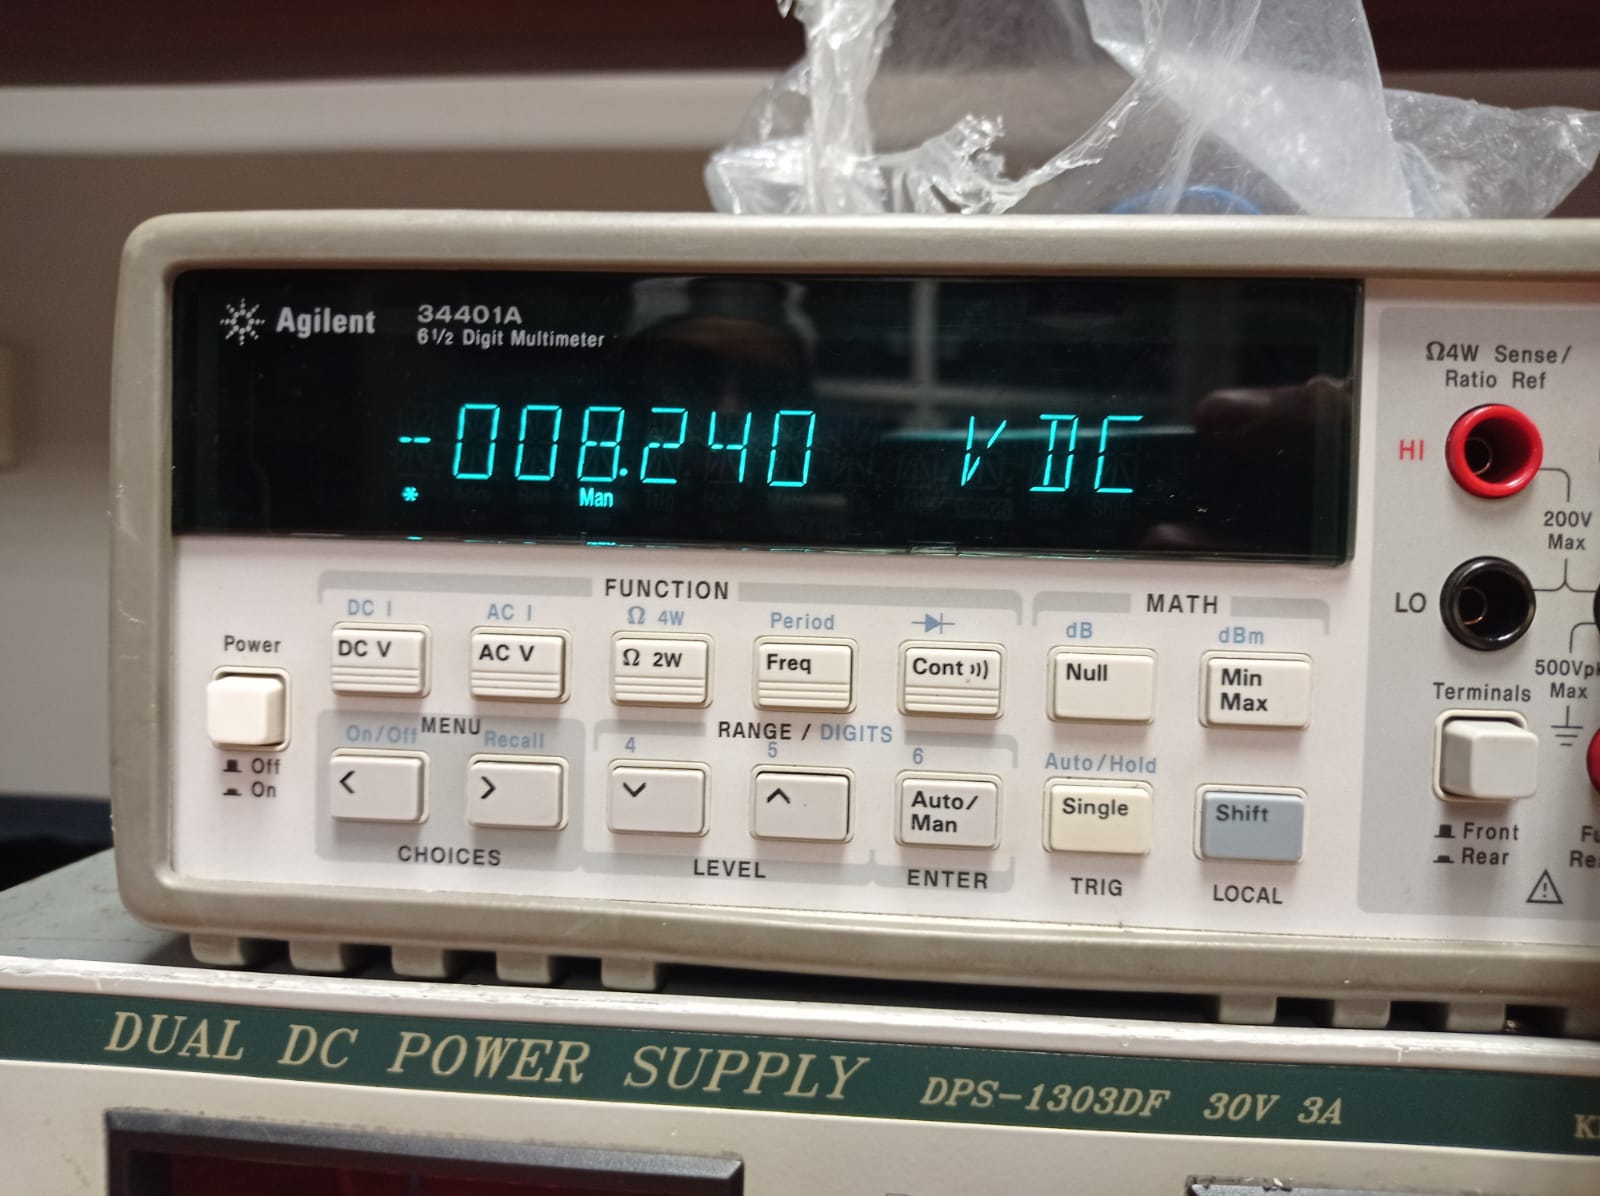 Agilent 34401A
6½ Digit Multimeter
-008.240 VDC
* Man
Ω4W Sense/
Ratio Ref
HI
200V
Max
LO
500Vpk
Max
FUNCTION
MATH
DC I AC I Ω 4W Period dB dBm
Power
DC V AC V Ω 2W Freq Cont Null Min
Max
Terminals
MENU
RANGE / DIGITS
On/Off Recall 4 5 6 Auto/Hold
Off
On
< > Auto/
Man
Single Shift
Front
Rear
CHOICES LEVEL ENTER TRIG LOCAL
DUAL DC POWER SUPPLY DPS-1303DF 30V 3A